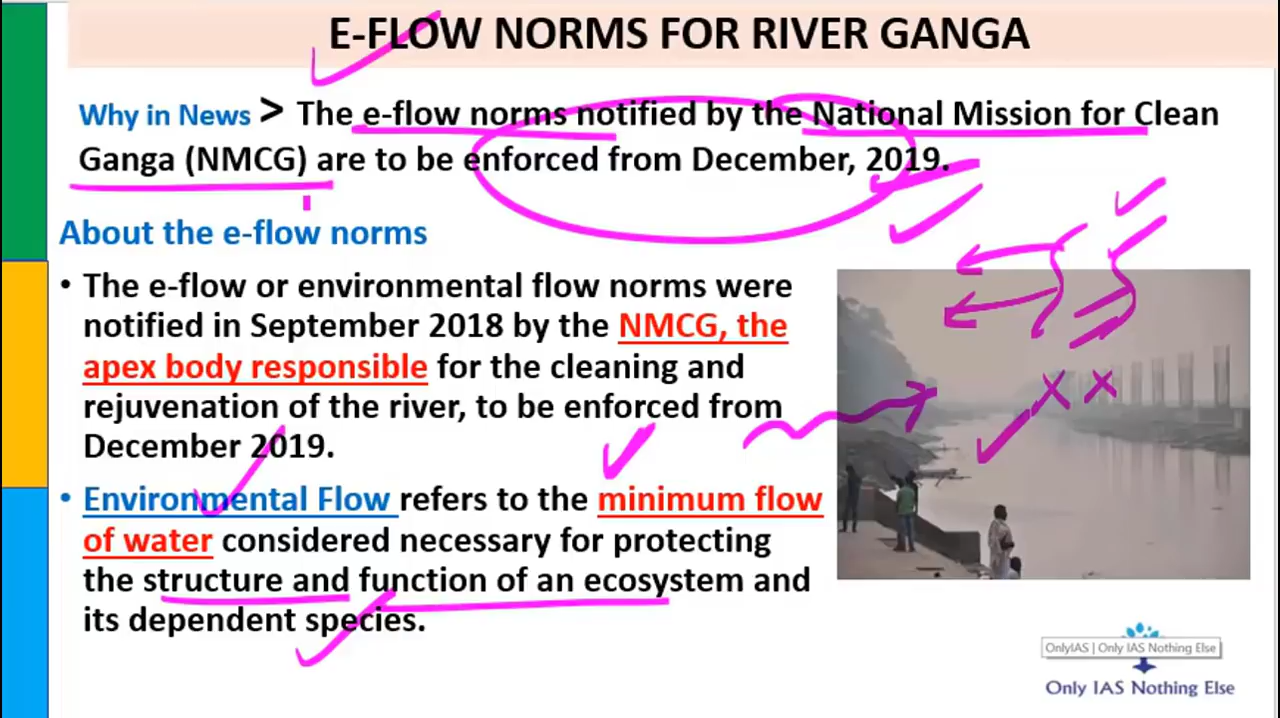 E-FLOW NORMS FOR RIVER GANGA
Why in News > The e-flow norms notified by the National Mission for Clean
Ganga (NMCG) are to be enforced from December, 2019.
About the e-flow norms
• The e-flow or environmental flow norms were
notified in September 2018 by the NMCG, the
apex body responsible for the cleaning and
rejuvenation of the river, to be enforced from
December 2019.
• Environmental Flow refers to the minimum flow
of water considered necessary for protecting
the structure and function of an ecosystem and
its dependent species.
OnlyIAS | Only IAS Nothing Else
Only IAS Nothing Else